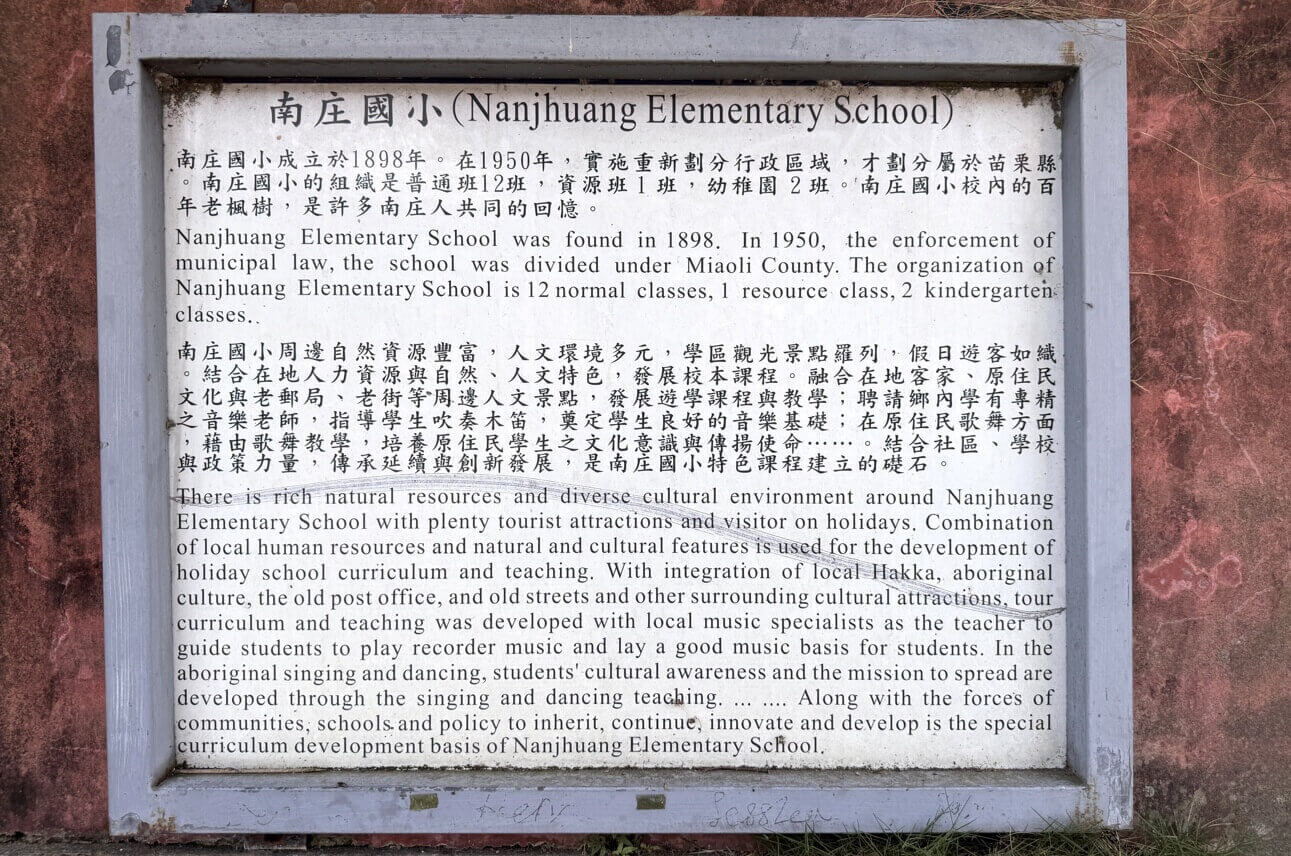 南庄國小(Nanjhuang Elementary School)
南庄國小成立於1898年。在1950年，實施重新劃分行政區域，才劃分屬於苗栗縣
。南庄國小的組織是普通班12班，資源班1班，幼稚園2班。南庄國小校內的百
年老楓樹，是許多南庄人共同的回憶。
Nanjhuang Elementary School was found in 1898. In 1950, the enforcement of
municipal law, the school was divided under Miaoli County. The organization of
Nanjhuang Elementary School is 12 normal classes, 1 resource class, 2 kindergarten
classes..
南庄國小周邊自然資源豐富，人文環境多元，學區觀光景點羅列，假日遊客如織
。結合在地人力資源與自然、人文特色，發展校本課程。融合在地客家、原住民
文化與老郵局、老街等周邊人文景點，發展遊學課程與教學；聘請鄉內學有專精
之音樂老師，指導學生吹奏木笛，奠定學生良好的音樂基礎；在原住民歌舞方面
，藉由歌舞教學，培養原住民學生之文化意識與傳揚使命……。結合社區、學校
與政策力量，傳承延續與創新發展，是南庄國小特色課程建立的礎石。
There is rich natural resources and diverse cultural environment around Nanjhuang
Elementary School with plenty tourist attractions and visitor on holidays. Combination
of local human resources and natural and cultural features is used for the development of
holiday school curriculum and teaching. With integration of local Hakka, aboriginal
culture, the old post office, and old streets and other surrounding cultural attractions, tour
curriculum and teaching was developed with local music specialists as the teacher to
guide students to play recorder music and lay a good music basis for students. In the
aboriginal singing and dancing, students' cultural awareness and the mission to spread are
developed through the singing and dancing teaching. ... .... Along with the forces of
communities, schools and policy to inherit, continue, innovate and develop is the special
curriculum development basis of Nanjhuang Elementary School.